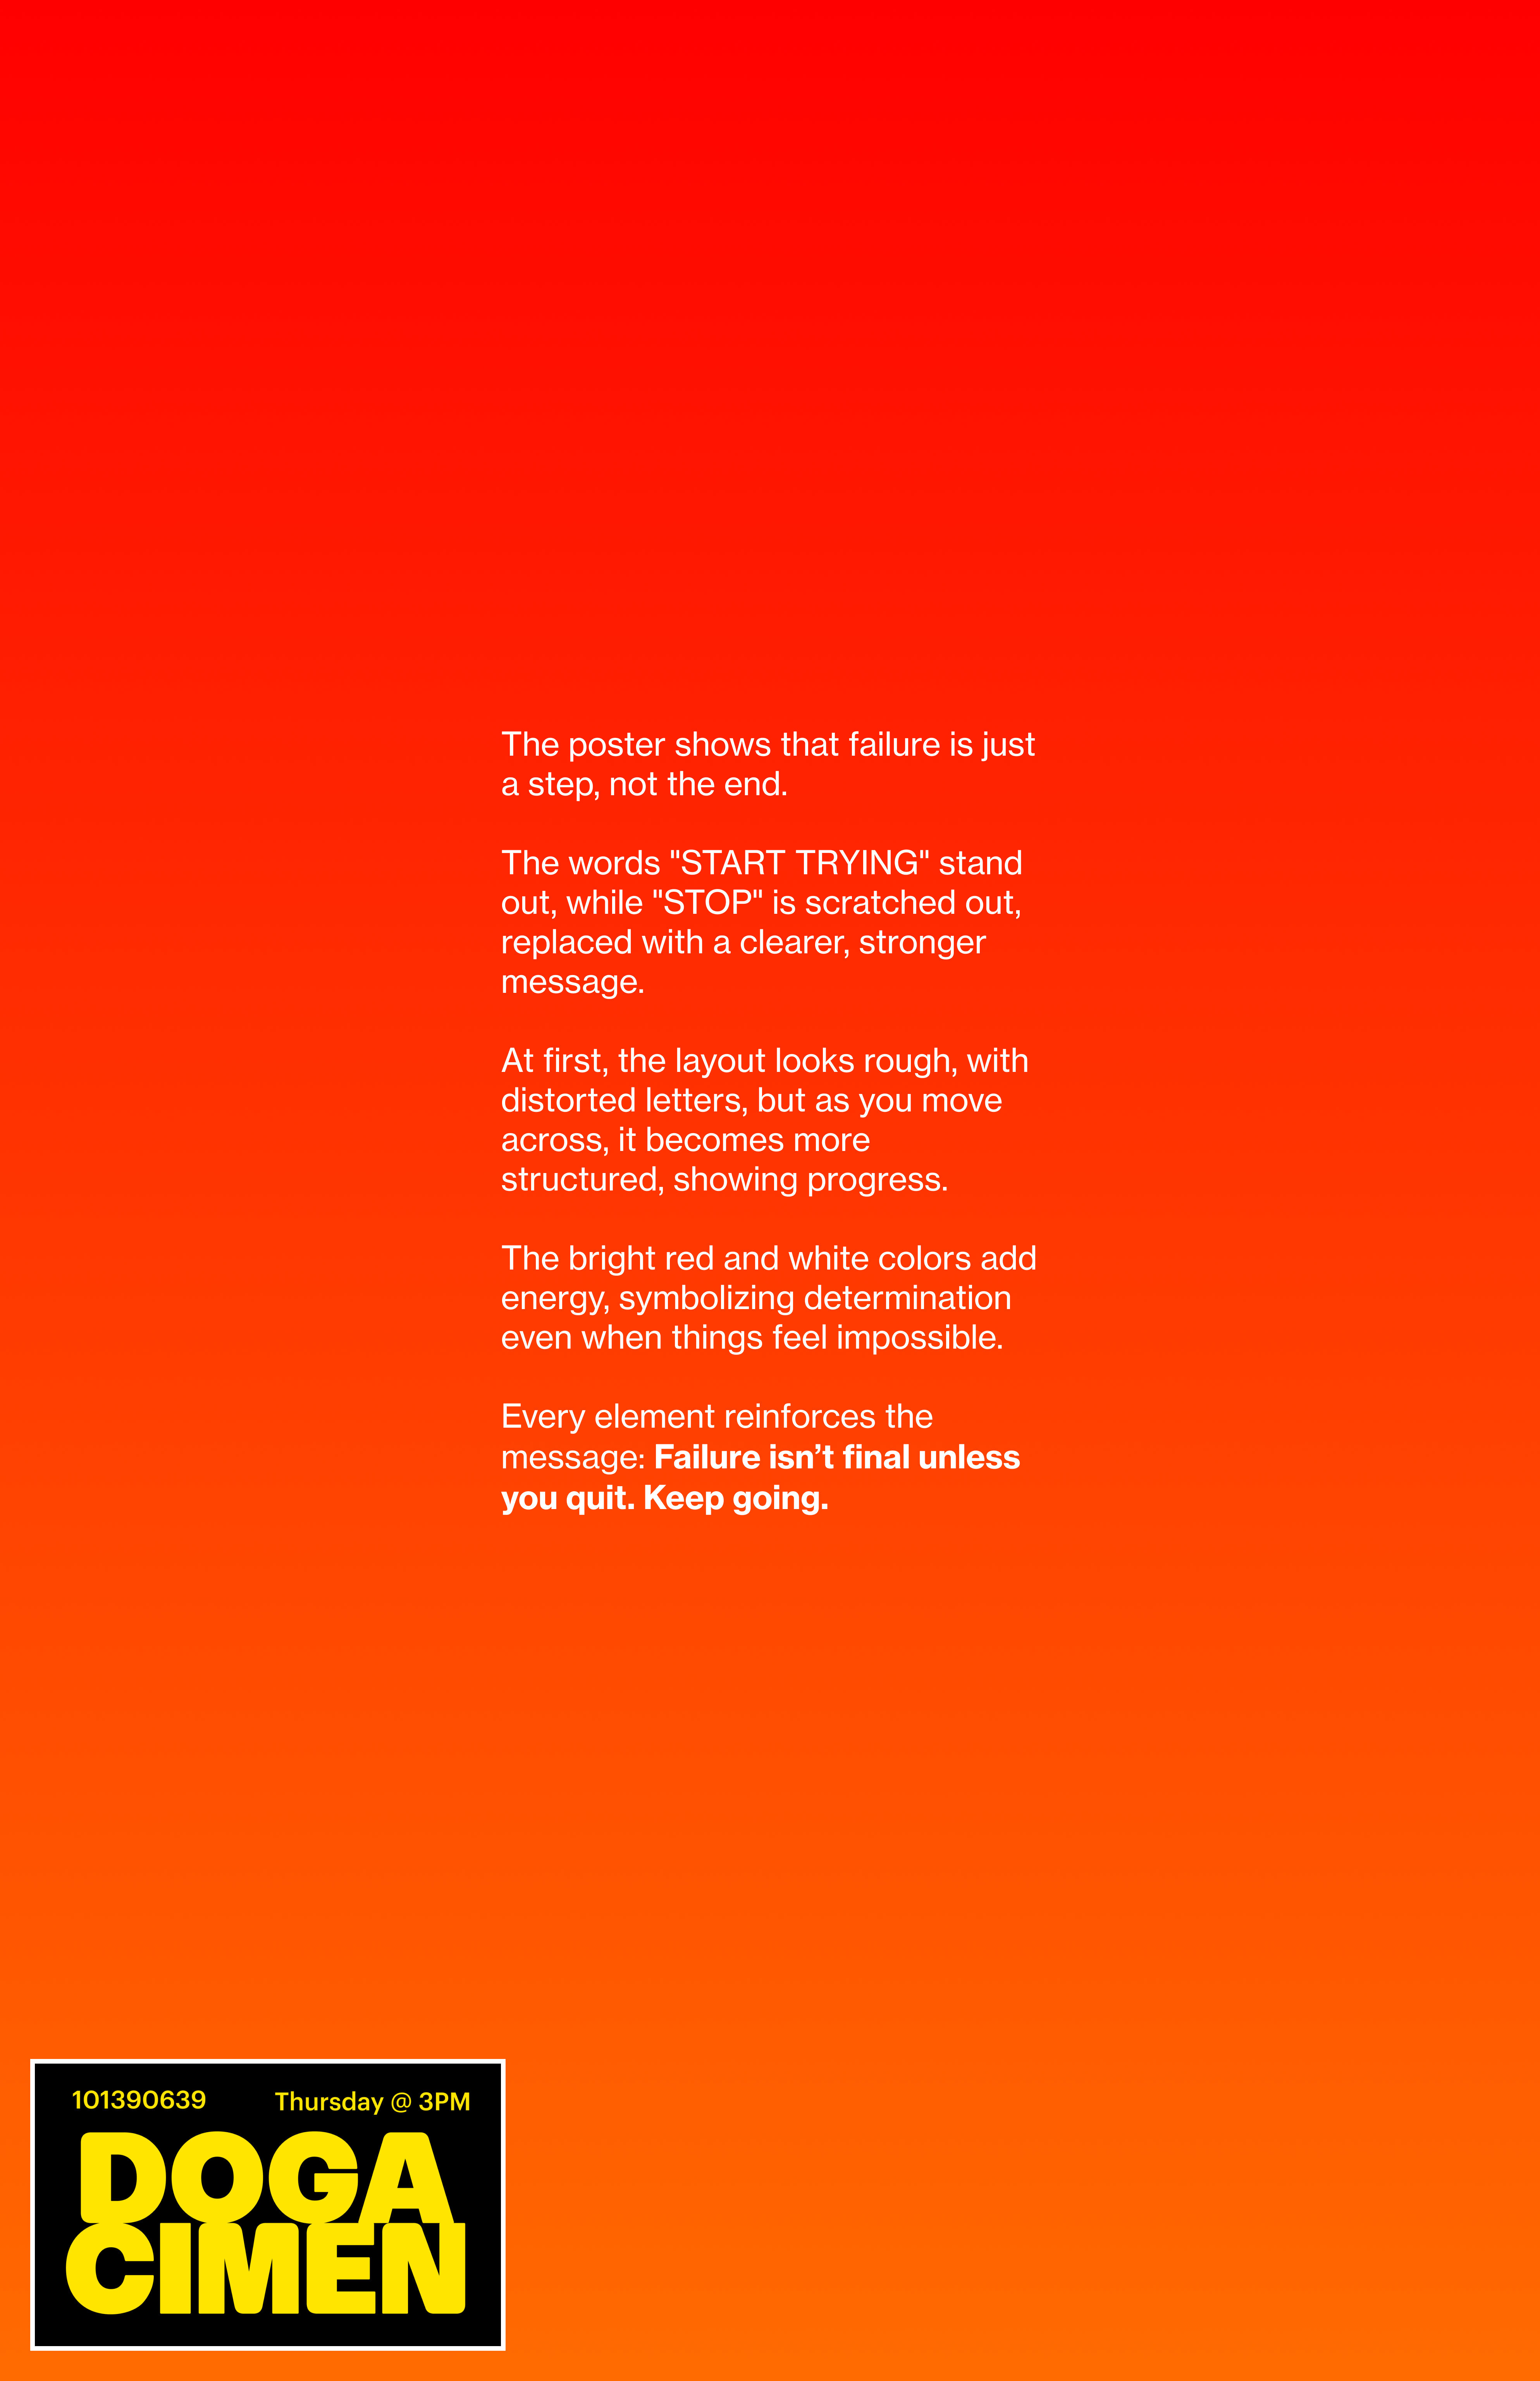 The poster shows that failure is just
a step, not the end.
The words "START TRYING" stand
out, while "STOP" is scratched out,
replaced with a clearer, stronger
message.
At first, the layout looks rough, with
distorted letters, but as you move
across, it becomes more
structured, showing progress.
The bright red and white colors add
energy, symbolizing determination
even when things feel impossible.
Every element reinforces the
message: Failure isn’t final unless
you quit. Keep going.
101390639 Thursday @ 3PM
DOGA
CIMEN